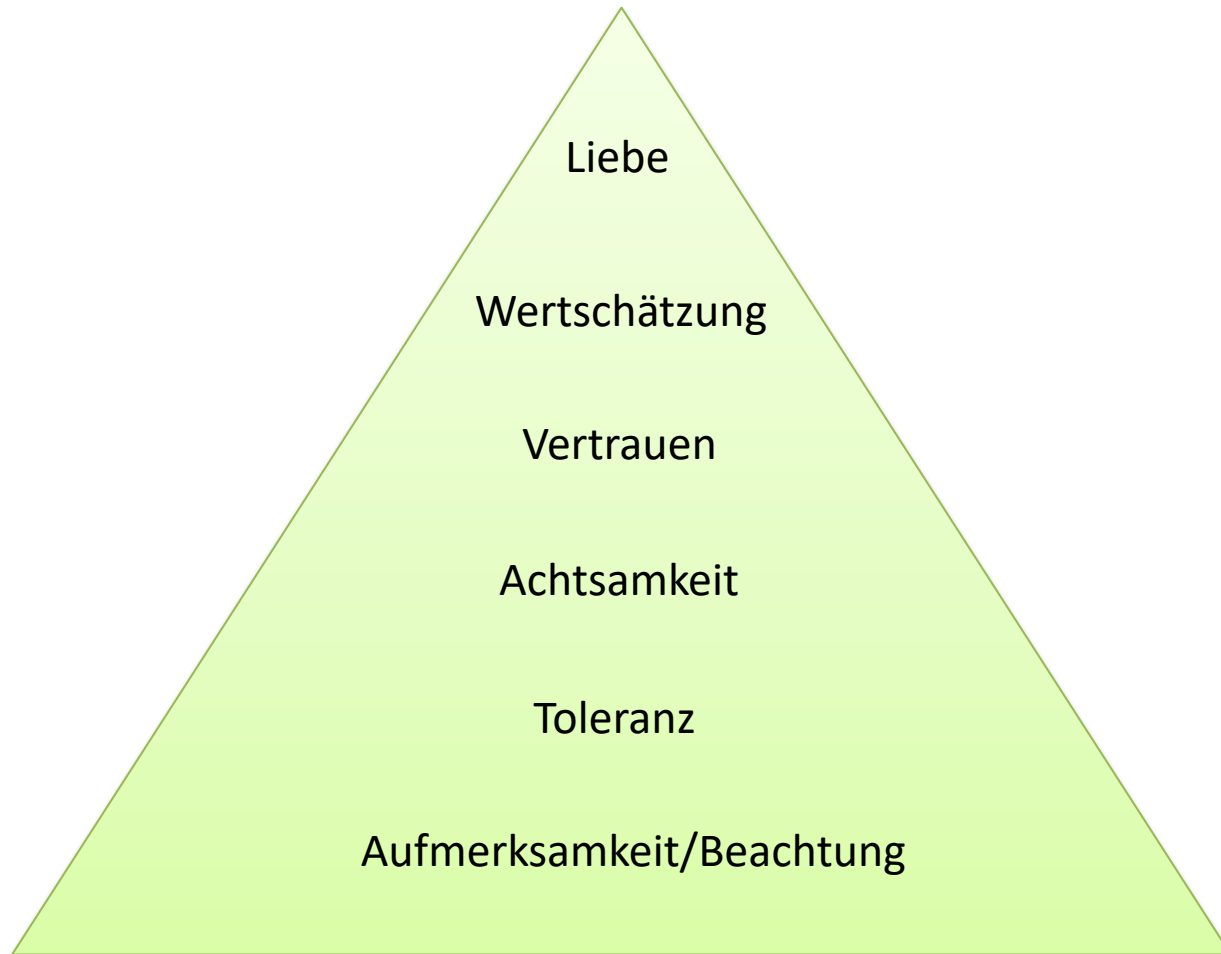 Liebe
Wertschätzung
Vertrauen
Achtsamkeit
Toleranz
Aufmerksamkeit/Beachtung